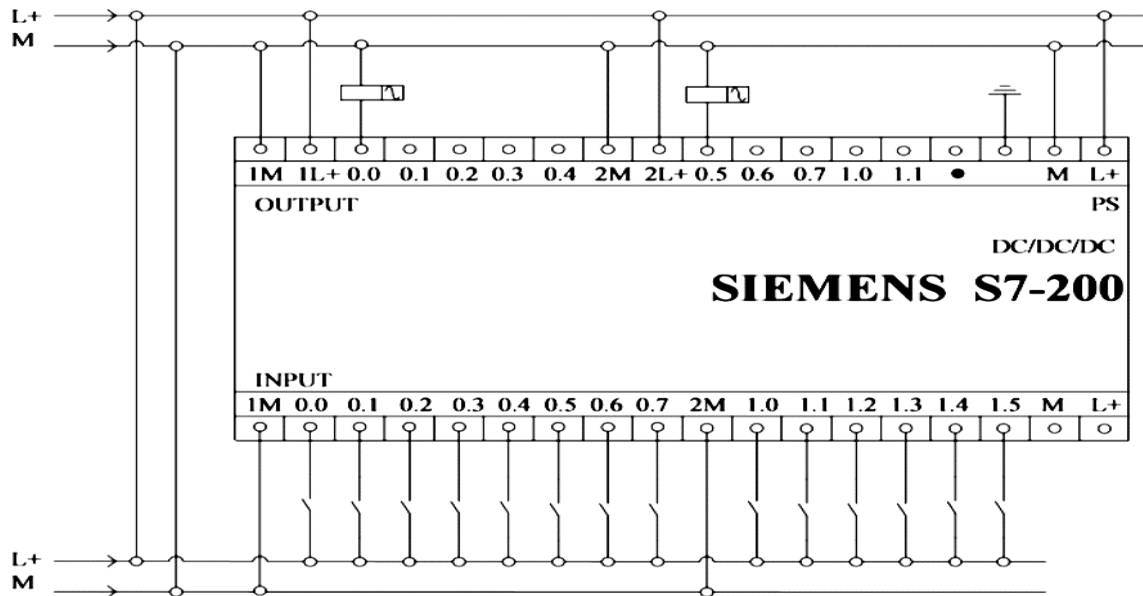 L+
M
1M 1L+ 0.0 0.1 0.2 0.3 0.4 2M 2L+ 0.5 0.6 0.7 1.0 1.1 ● M L+
OUTPUT PS
DC/DC/DC
SIEMENS S7-200
INPUT
1M 0.0 0.1 0.2 0.3 0.4 0.5 0.6 0.7 2M 1.0 1.1 1.2 1.3 1.4 1.5 M L+
L+
M